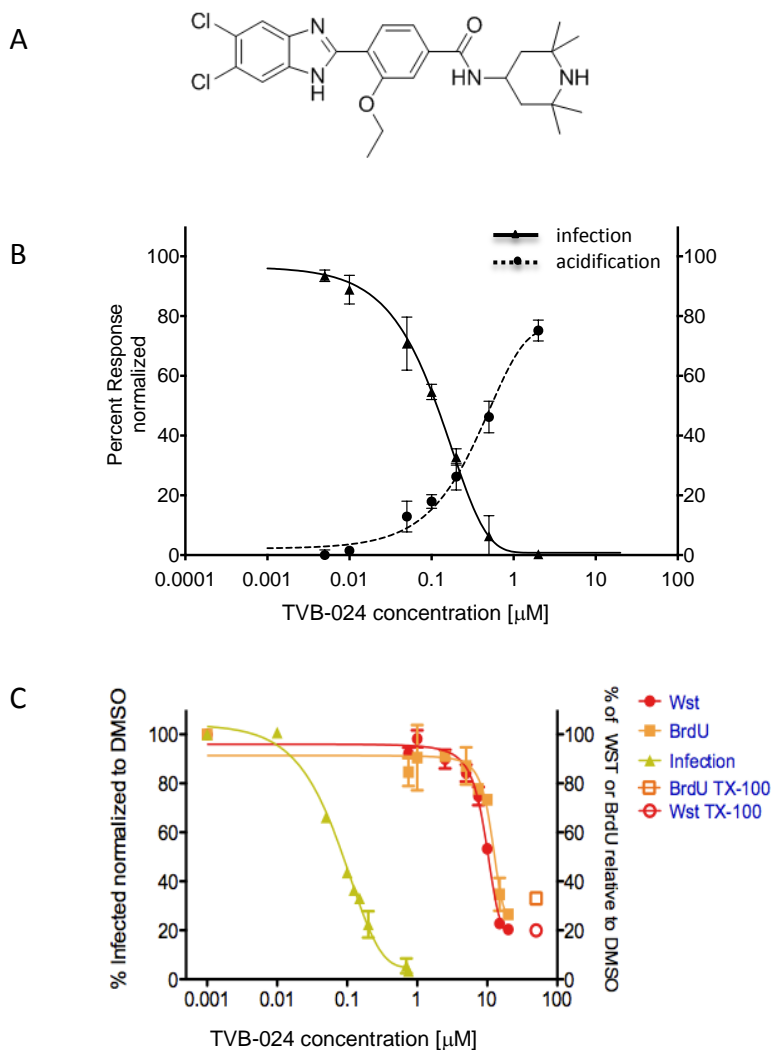 A
Cl
Cl
N
N
H
O
O
HN
NH
B
infection
acidification
Percent Response
normalized
100
80
60
40
20
0
100
80
60
40
20
0
0.0001
0.001
0.01
0.1
1
10
100
TVB-024 concentration [μM]
C
% Infected normalized to DMSO
100
80
60
40
20
0
100
80
60
40
20
0
% of WST or BrdU relative to DMSO
Wst
BrdU
Infection
BrdU TX-100
Wst TX-100
0.001
0.01
0.1
1
10
100
TVB-024 concentration [μM]